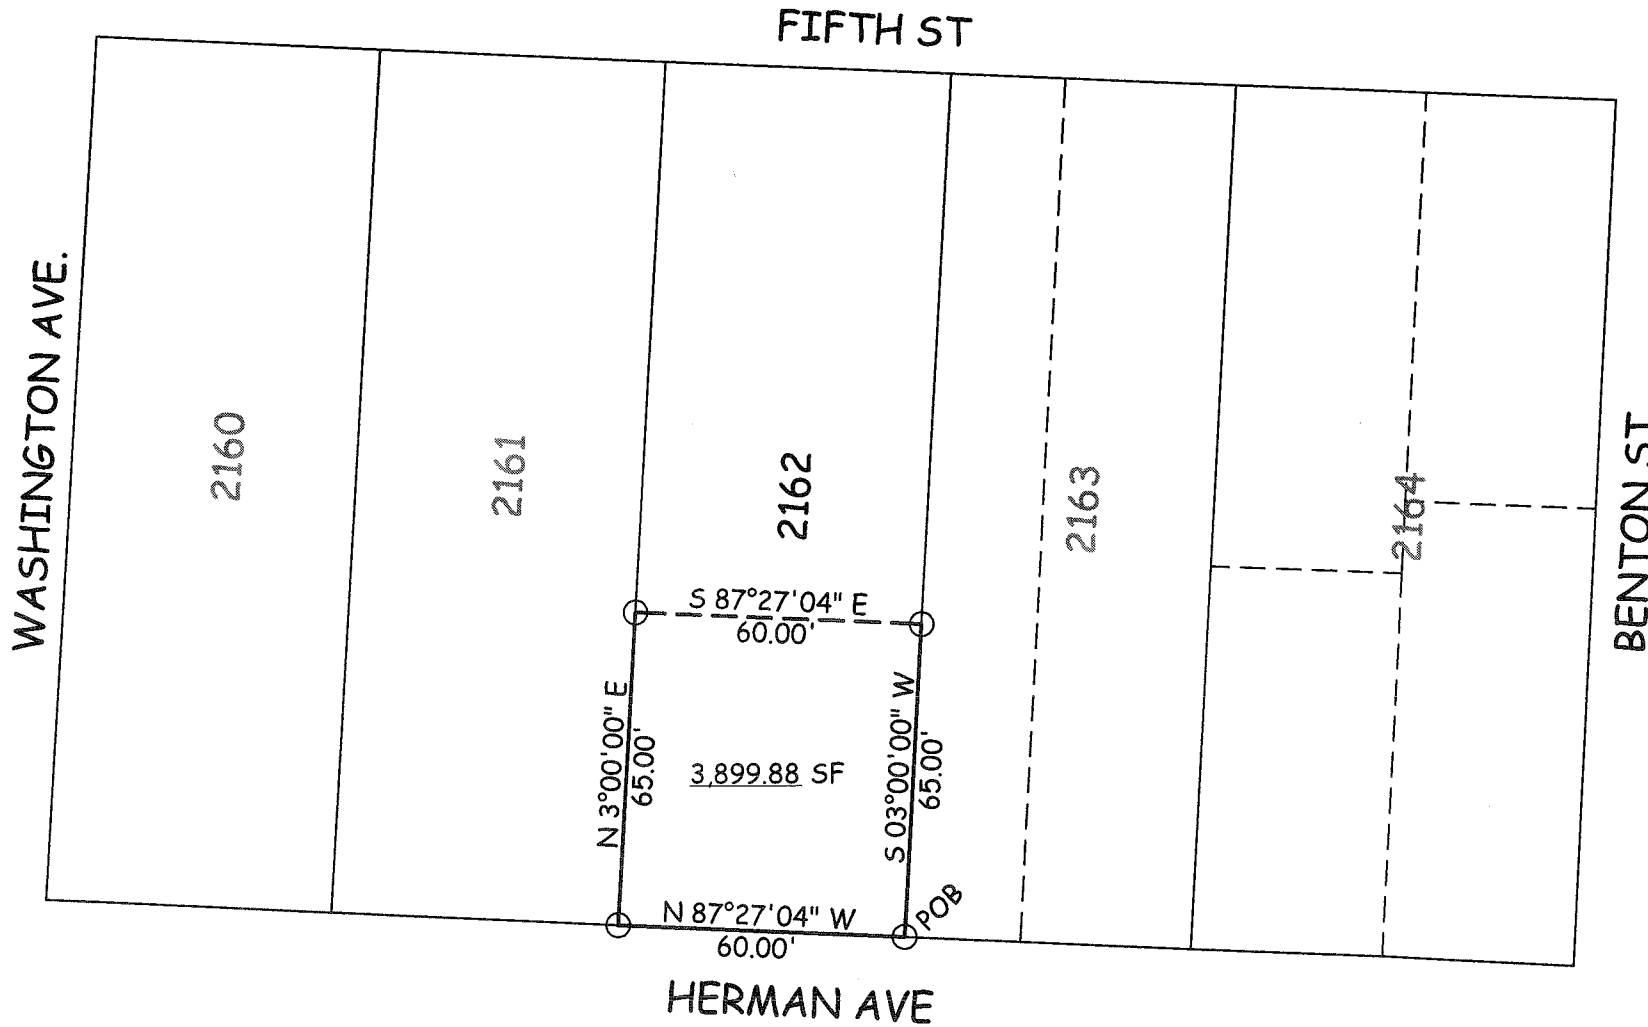 FIFTH ST
WASHINGTON AVE.
2160
2161
2162
2163
2164
BENTON ST
S 87°27'04" E
60.00'
N 3°00'00" E
65.00'
3,899.88 SF
S 03°00'00" W
65.00'
N 87°27'04" W
60.00'
POB
HERMAN AVE